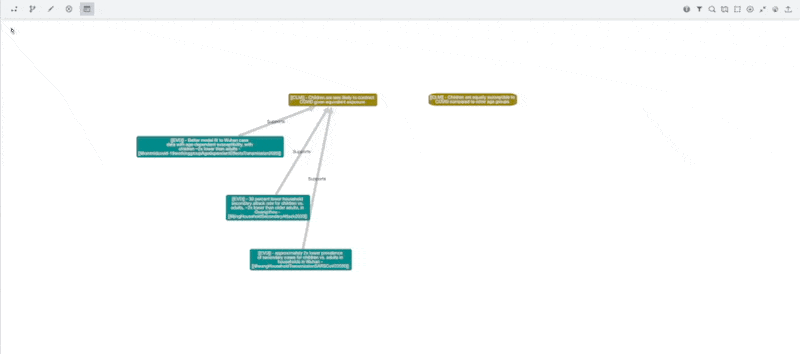 [[CLM]] - Children are less likely to contract
COVID given equivalent exposure
[[CLM]] - Children are equally susceptible to
COVID compared to other age groups
Supports
[[EVD]] - Better model fit to Wuhan case
data with age-dependent susceptibility, with
children ~2x lower than adults -
Supports
Supports
[[EVD]] - 30 percent lower household
secondary attack rate for children vs.
adults, ~2x lower than older adults, in
Guangzhou -
[[EVD]] - approximately 2x lower prevalence
of secondary cases for children vs. adults in
households in Wuhan -